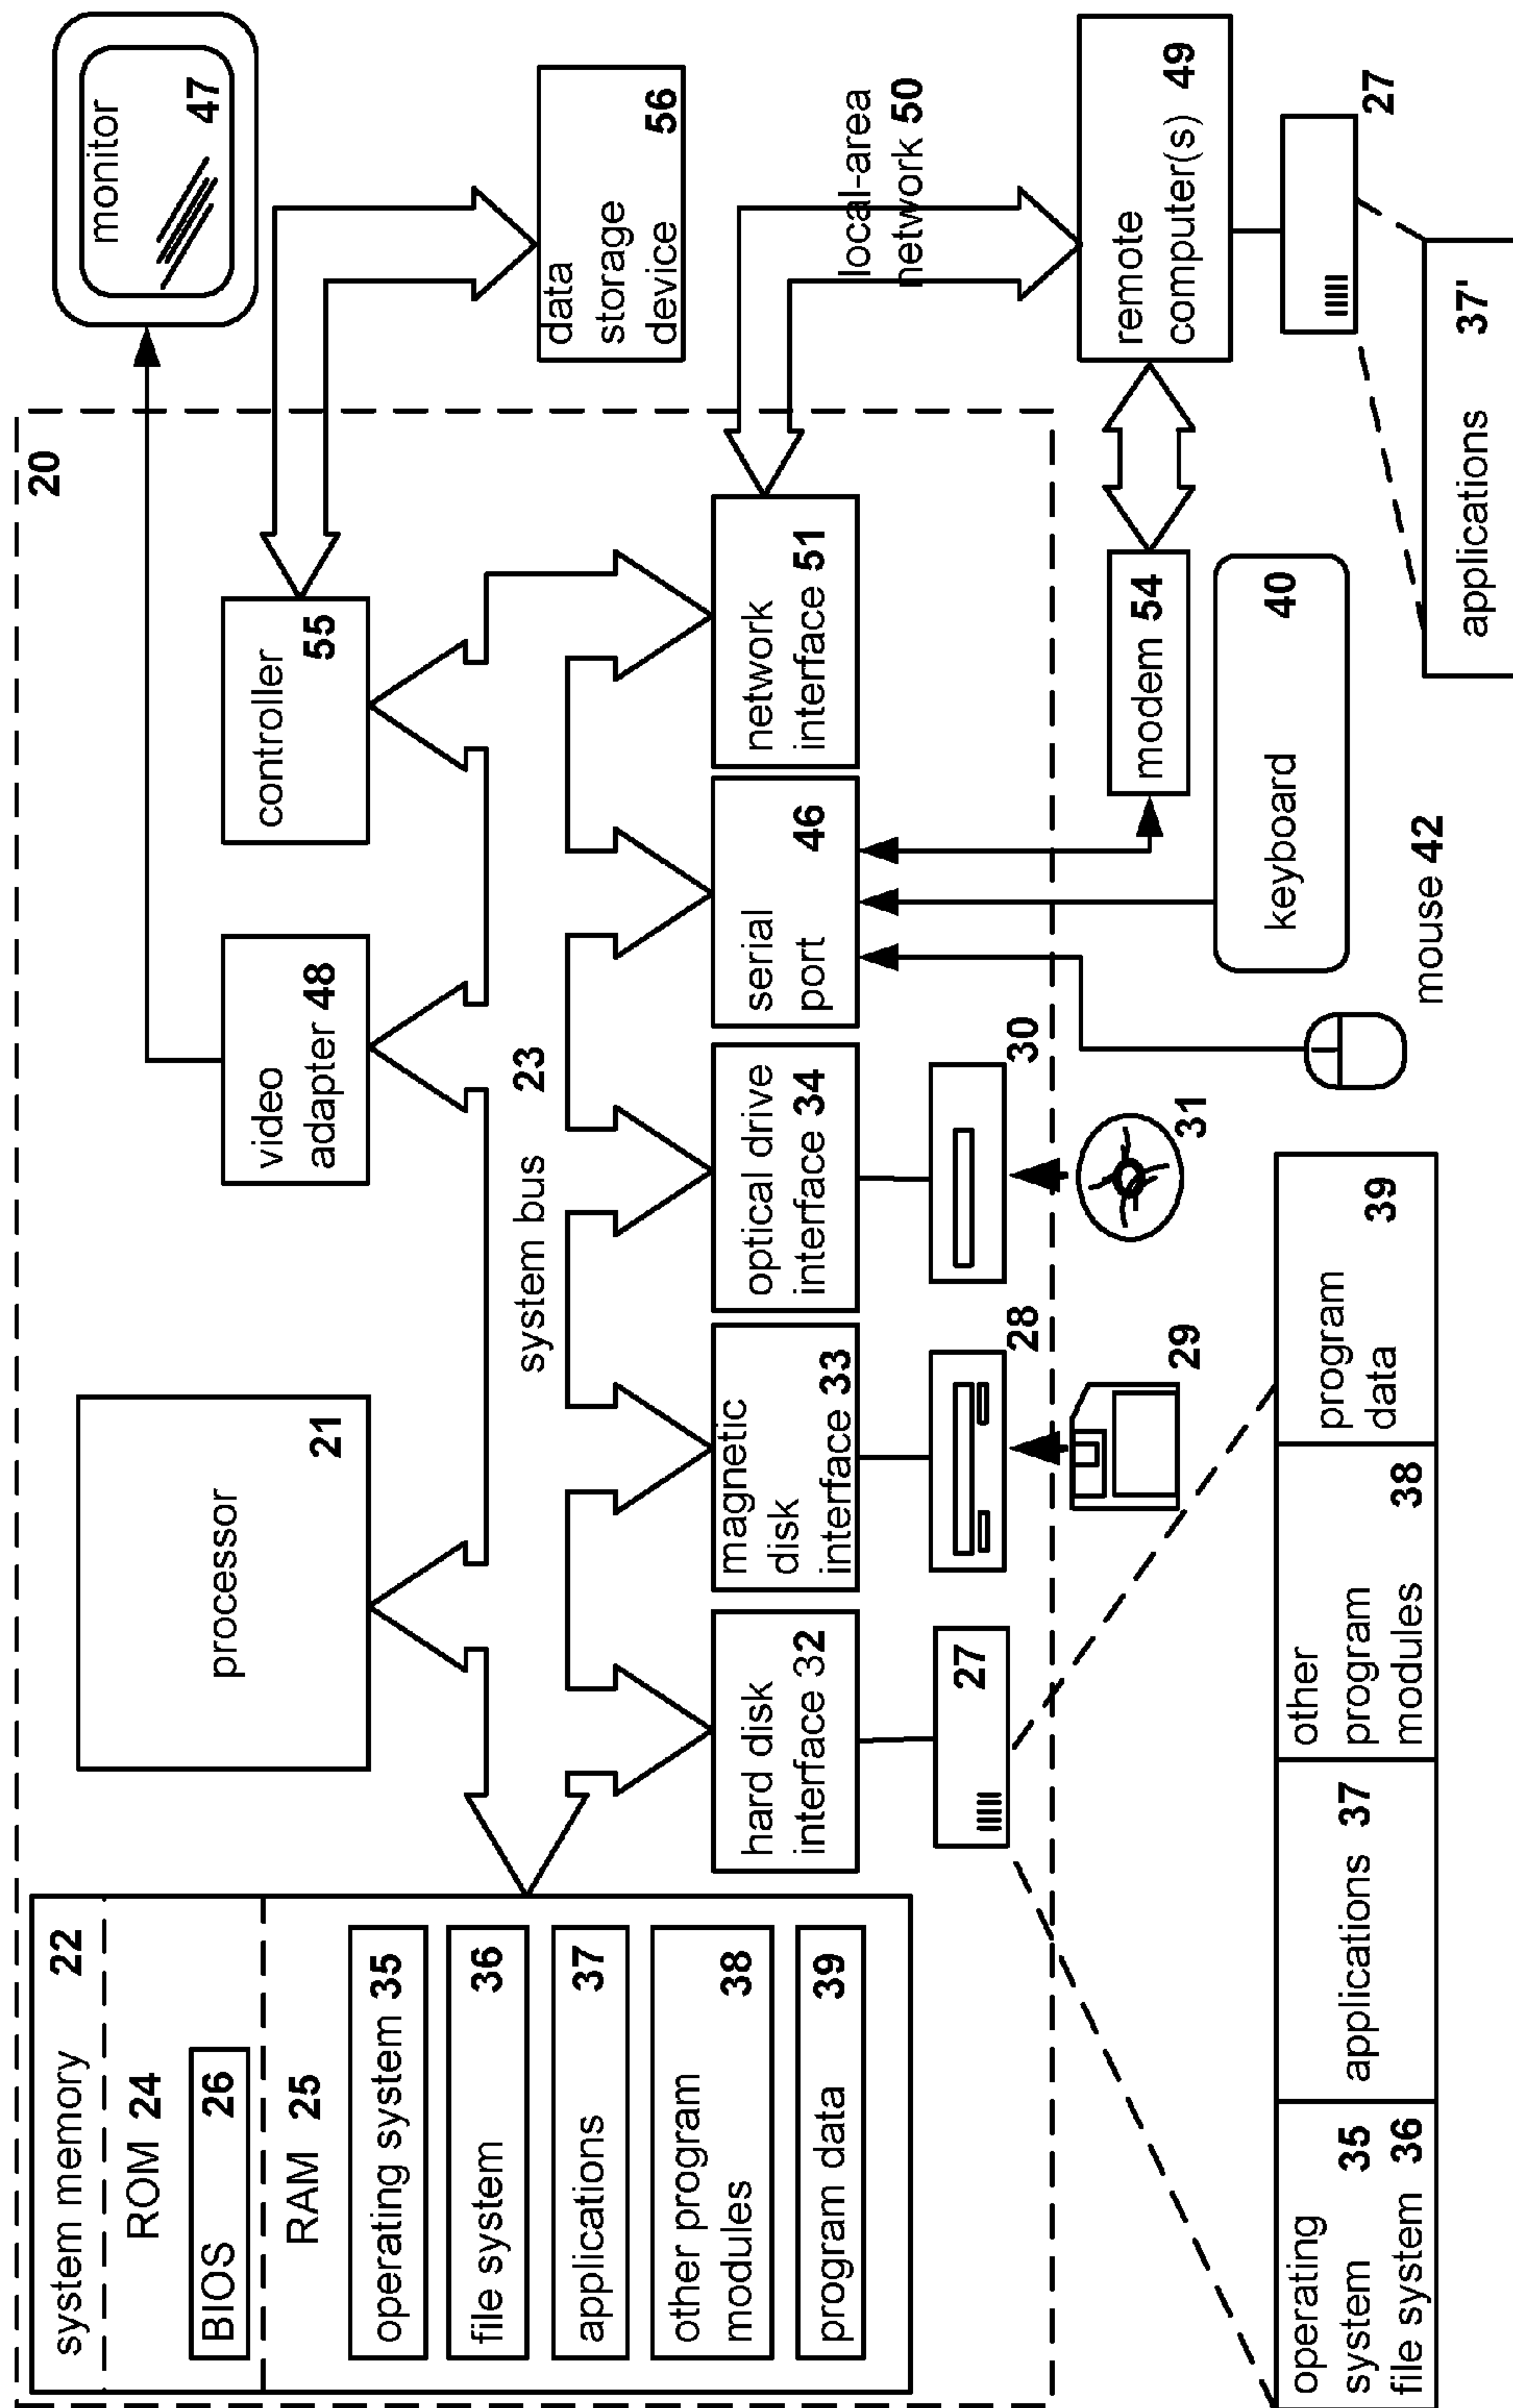 20
system memory 22
ROM 24
BIOS 26
RAM 25
operating system 35
file system 36
applications 37
other program
modules 38
program data 39
processor
21
video
adapter 48
controller
55
monitor
47
system bus 23
data
storage
device 56
hard disk
interface 32
magnetic
disk
interface 33
optical drive
interface 34
serial
port 46
network
interface 51
local-area
network 50
27
28
30
29
31
modem 54
remote
computer(s) 49
27
keyboard 40
mouse 42
operating
system 35
file system 36
applications 37
other
program
modules 38
program
data 39
applications 37'